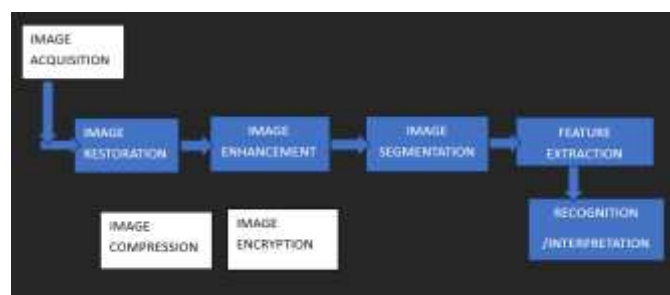 IMAGE
ACQUISITION
IMAGE
RESTORATION
IMAGE
ENHANCEMENT
IMAGE
SEGMENTATION
FEATURE
EXTRACTION
RECOGNITION
/INTERPRETATION
IMAGE
COMPRESSION
IMAGE
ENCRYPTION